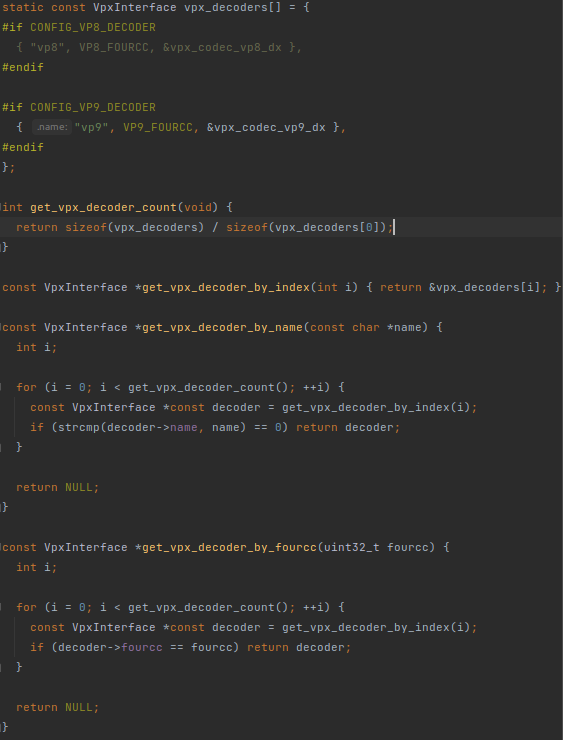 static const VpxInterface vpx_decoders[] = {
#if CONFIG_VP8_DECODER
  { "vp8", VP8_FOURCC, &vpx_codec_vp8_dx },
#endif

#if CONFIG_VP9_DECODER
  { .name: "vp9", VP9_FOURCC, &vpx_codec_vp9_dx },
#endif
};

int get_vpx_decoder_count(void) {
  return sizeof(vpx_decoders) / sizeof(vpx_decoders[0]);
}

const VpxInterface *get_vpx_decoder_by_index(int i) { return &vpx_decoders[i]; }

const VpxInterface *get_vpx_decoder_by_name(const char *name) {
  int i;

  for (i = 0; i < get_vpx_decoder_count(); ++i) {
    const VpxInterface *const decoder = get_vpx_decoder_by_index(i);
    if (strcmp(decoder->name, name) == 0) return decoder;
  }

  return NULL;
}

const VpxInterface *get_vpx_decoder_by_fourcc(uint32_t fourcc) {
  int i;

  for (i = 0; i < get_vpx_decoder_count(); ++i) {
    const VpxInterface *const decoder = get_vpx_decoder_by_index(i);
    if (decoder->fourcc == fourcc) return decoder;
  }

  return NULL;
}